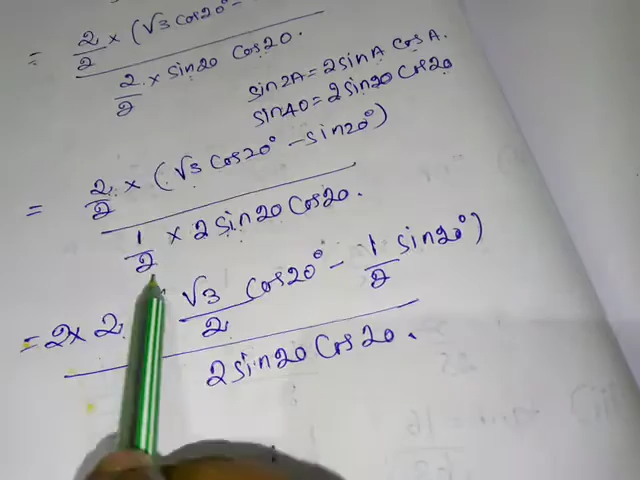 = 2/2 × (√3 cos20° -
2/2 × sin20 cos20.
sin2A = 2sinA cosA.
sin40 = 2sin20 cos20
= 2/2 × (√3 cos20° - sin20°)
1/2 × 2 sin20 cos20.
= 2 × 2 √3/2 cos20° - 1/2 sin20°)
2 sin20 cos20.